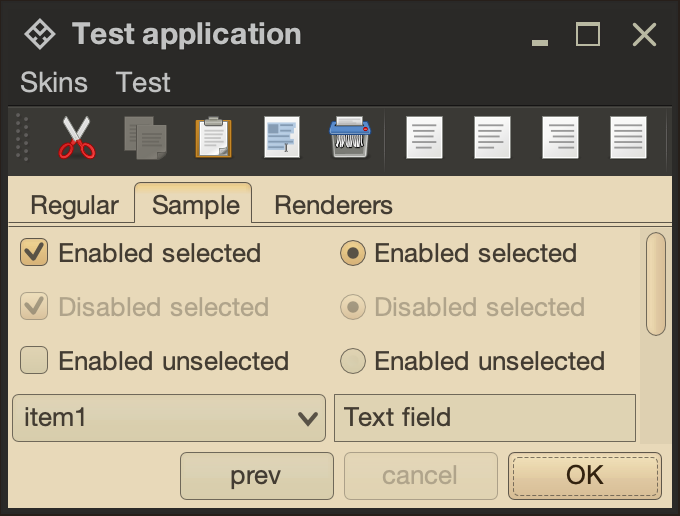 Test application
Skins Test
Regular Sample Renderers
Enabled selected Enabled selected
Disabled selected Disabled selected
Enabled unselected Enabled unselected
item1 Text field
prev cancel OK